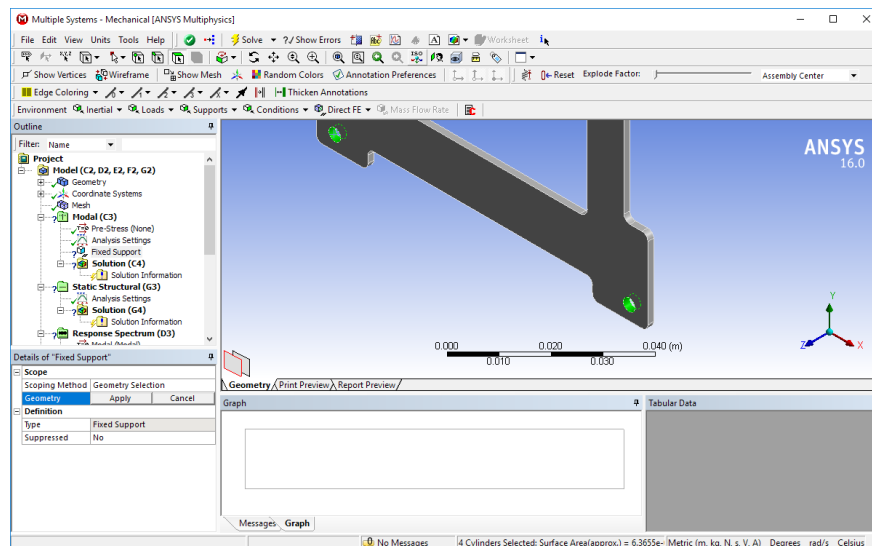 Multiple Systems - Mechanical [ANSYS Multiphysics]
File Edit View Units Tools Help Solve ?/ Show Errors A Worksheet
Show Vertices Wireframe Show Mesh Random Colors Annotation Preferences Reset Explode Factor: Assembly Center
Edge Coloring Thicken Annotations
Environment Inertial Loads Supports Conditions Direct FE Mass Flow Rate
Outline
Filter: Name
Project
Model (C2, D2, E2, F2, G2)
Geometry
Coordinate Systems
Mesh
Modal (C3)
Pre-Stress (None)
Analysis Settings
Fixed Support
Solution (C4)
Solution Information
Static Structural (G3)
Analysis Settings
Solution (G4)
Solution Information
Response Spectrum (D3)
Modal (Modal)
ANSYS
16.0
Y
Z X
0.000 0.020 0.040 (m)
0.010 0.030
Geometry Print Preview Report Preview
Details of "Fixed Support"
Scope
Scoping Method Geometry Selection
Geometry Apply Cancel
Definition
Type Fixed Support
Suppressed No
Graph
Tabular Data
Messages Graph
No Messages 4 Cylinders Selected: Surface Area(approx.) = 6.3655e- Metric (m, kg, N, s, V, A) Degrees rad/s Celsius